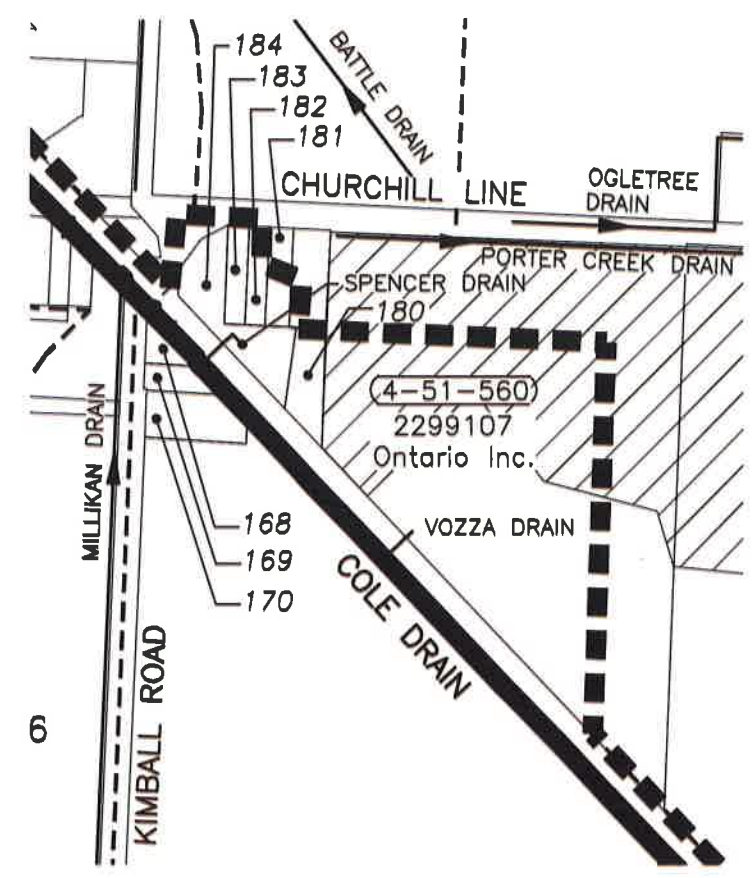 184
183
182
181
BATTLE DRAIN
CHURCHILL LINE
OGLETREE
DRAIN
PORTER CREEK DRAIN
SPENCER DRAIN
180
(4-51-560)
2299107
Ontario Inc.
MILLIKAN DRAIN
VOZZA DRAIN
168
169
170
COLE DRAIN
KIMBALL ROAD
6